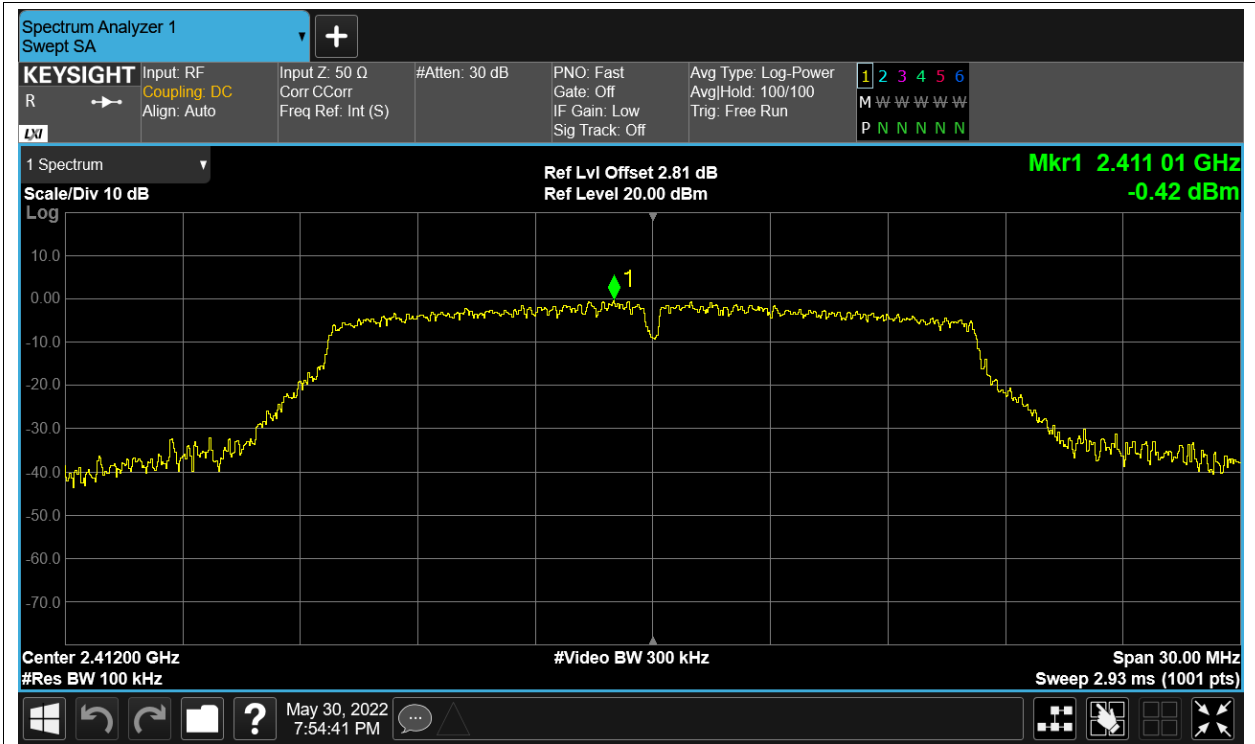 Spectrum Analyzer 1
Swept SA
KEYSIGHT
R
LXI
Input: RF
Coupling: DC
Align: Auto
Input Z: 50 Ω
Corr CCorr
Freq Ref: Int (S)
#Atten: 30 dB
PNO: Fast
Gate: Off
IF Gain: Low
Sig Track: Off
Avg Type: Log-Power
Avg|Hold: 100/100
Trig: Free Run
1 2 3 4 5 6
M W W W W W
P N N N N N
1 Spectrum
Scale/Div 10 dB
Log
Ref Lvl Offset 2.81 dB
Ref Level 20.00 dBm
Mkr1 2.411 01 GHz
-0.42 dBm
10.0
0.00
-10.0
-20.0
-30.0
-40.0
-50.0
-60.0
-70.0
1
Center 2.41200 GHz
#Res BW 100 kHz
#Video BW 300 kHz
Span 30.00 MHz
Sweep 2.93 ms (1001 pts)
?
May 30, 2022
7:54:41 PM